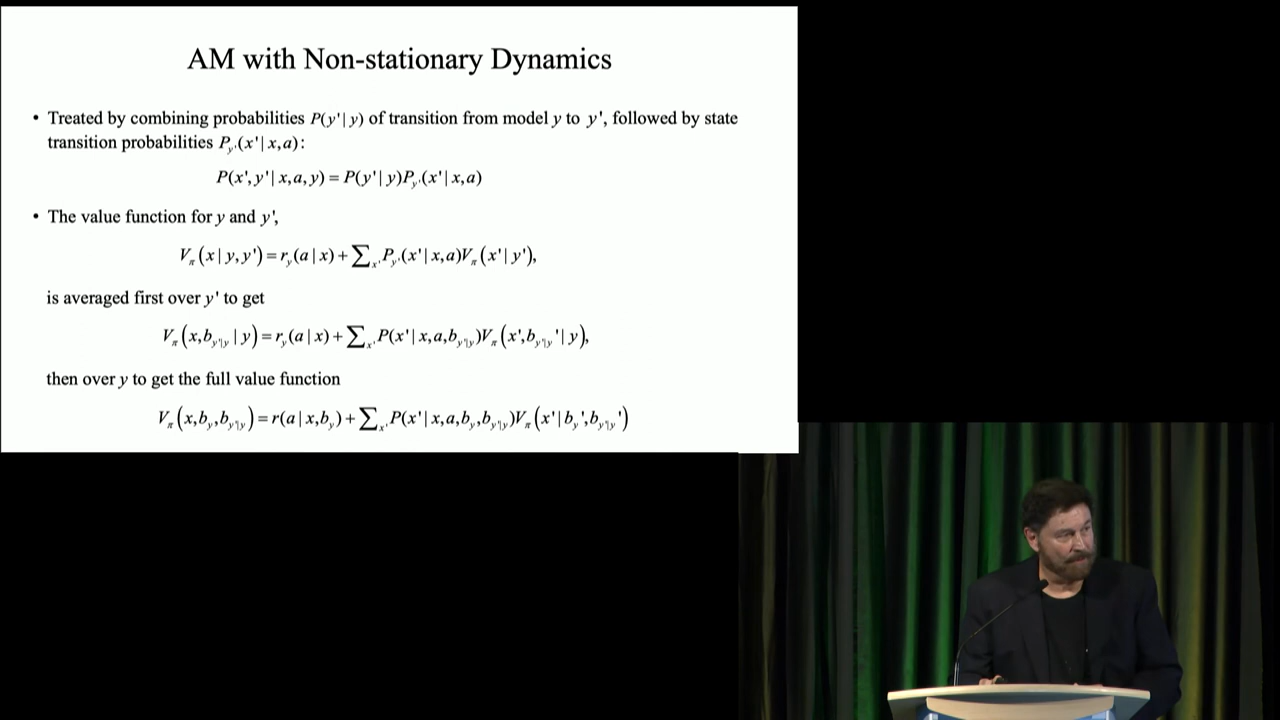 AM with Non-stationary Dynamics
• Treated by combining probabilities P(y'|y) of transition from model y to y', followed by state
transition probabilities P_y'(x'|x,a):
P(x',y'|x,a,y) = P(y'|y)P_y'(x'|x,a)
• The value function for y and y',
V_π(x|y,y') = r_y(a|x) + ∑_x' P_y'(x'|x,a)V_π(x'|y'),
is averaged first over y' to get
V_π(x,b_y'|y|y) = r_y(a|x) + ∑_x' P(x'|x,a,b_y'|y)V_π(x',b_y'|y'|y),
then over y to get the full value function
V_π(x,b_y,b_y'|y) = r(a|x,b_y) + ∑_x' P(x'|x,a,b_y,b_y'|y)V_π(x'|b_y',b_y'|y')